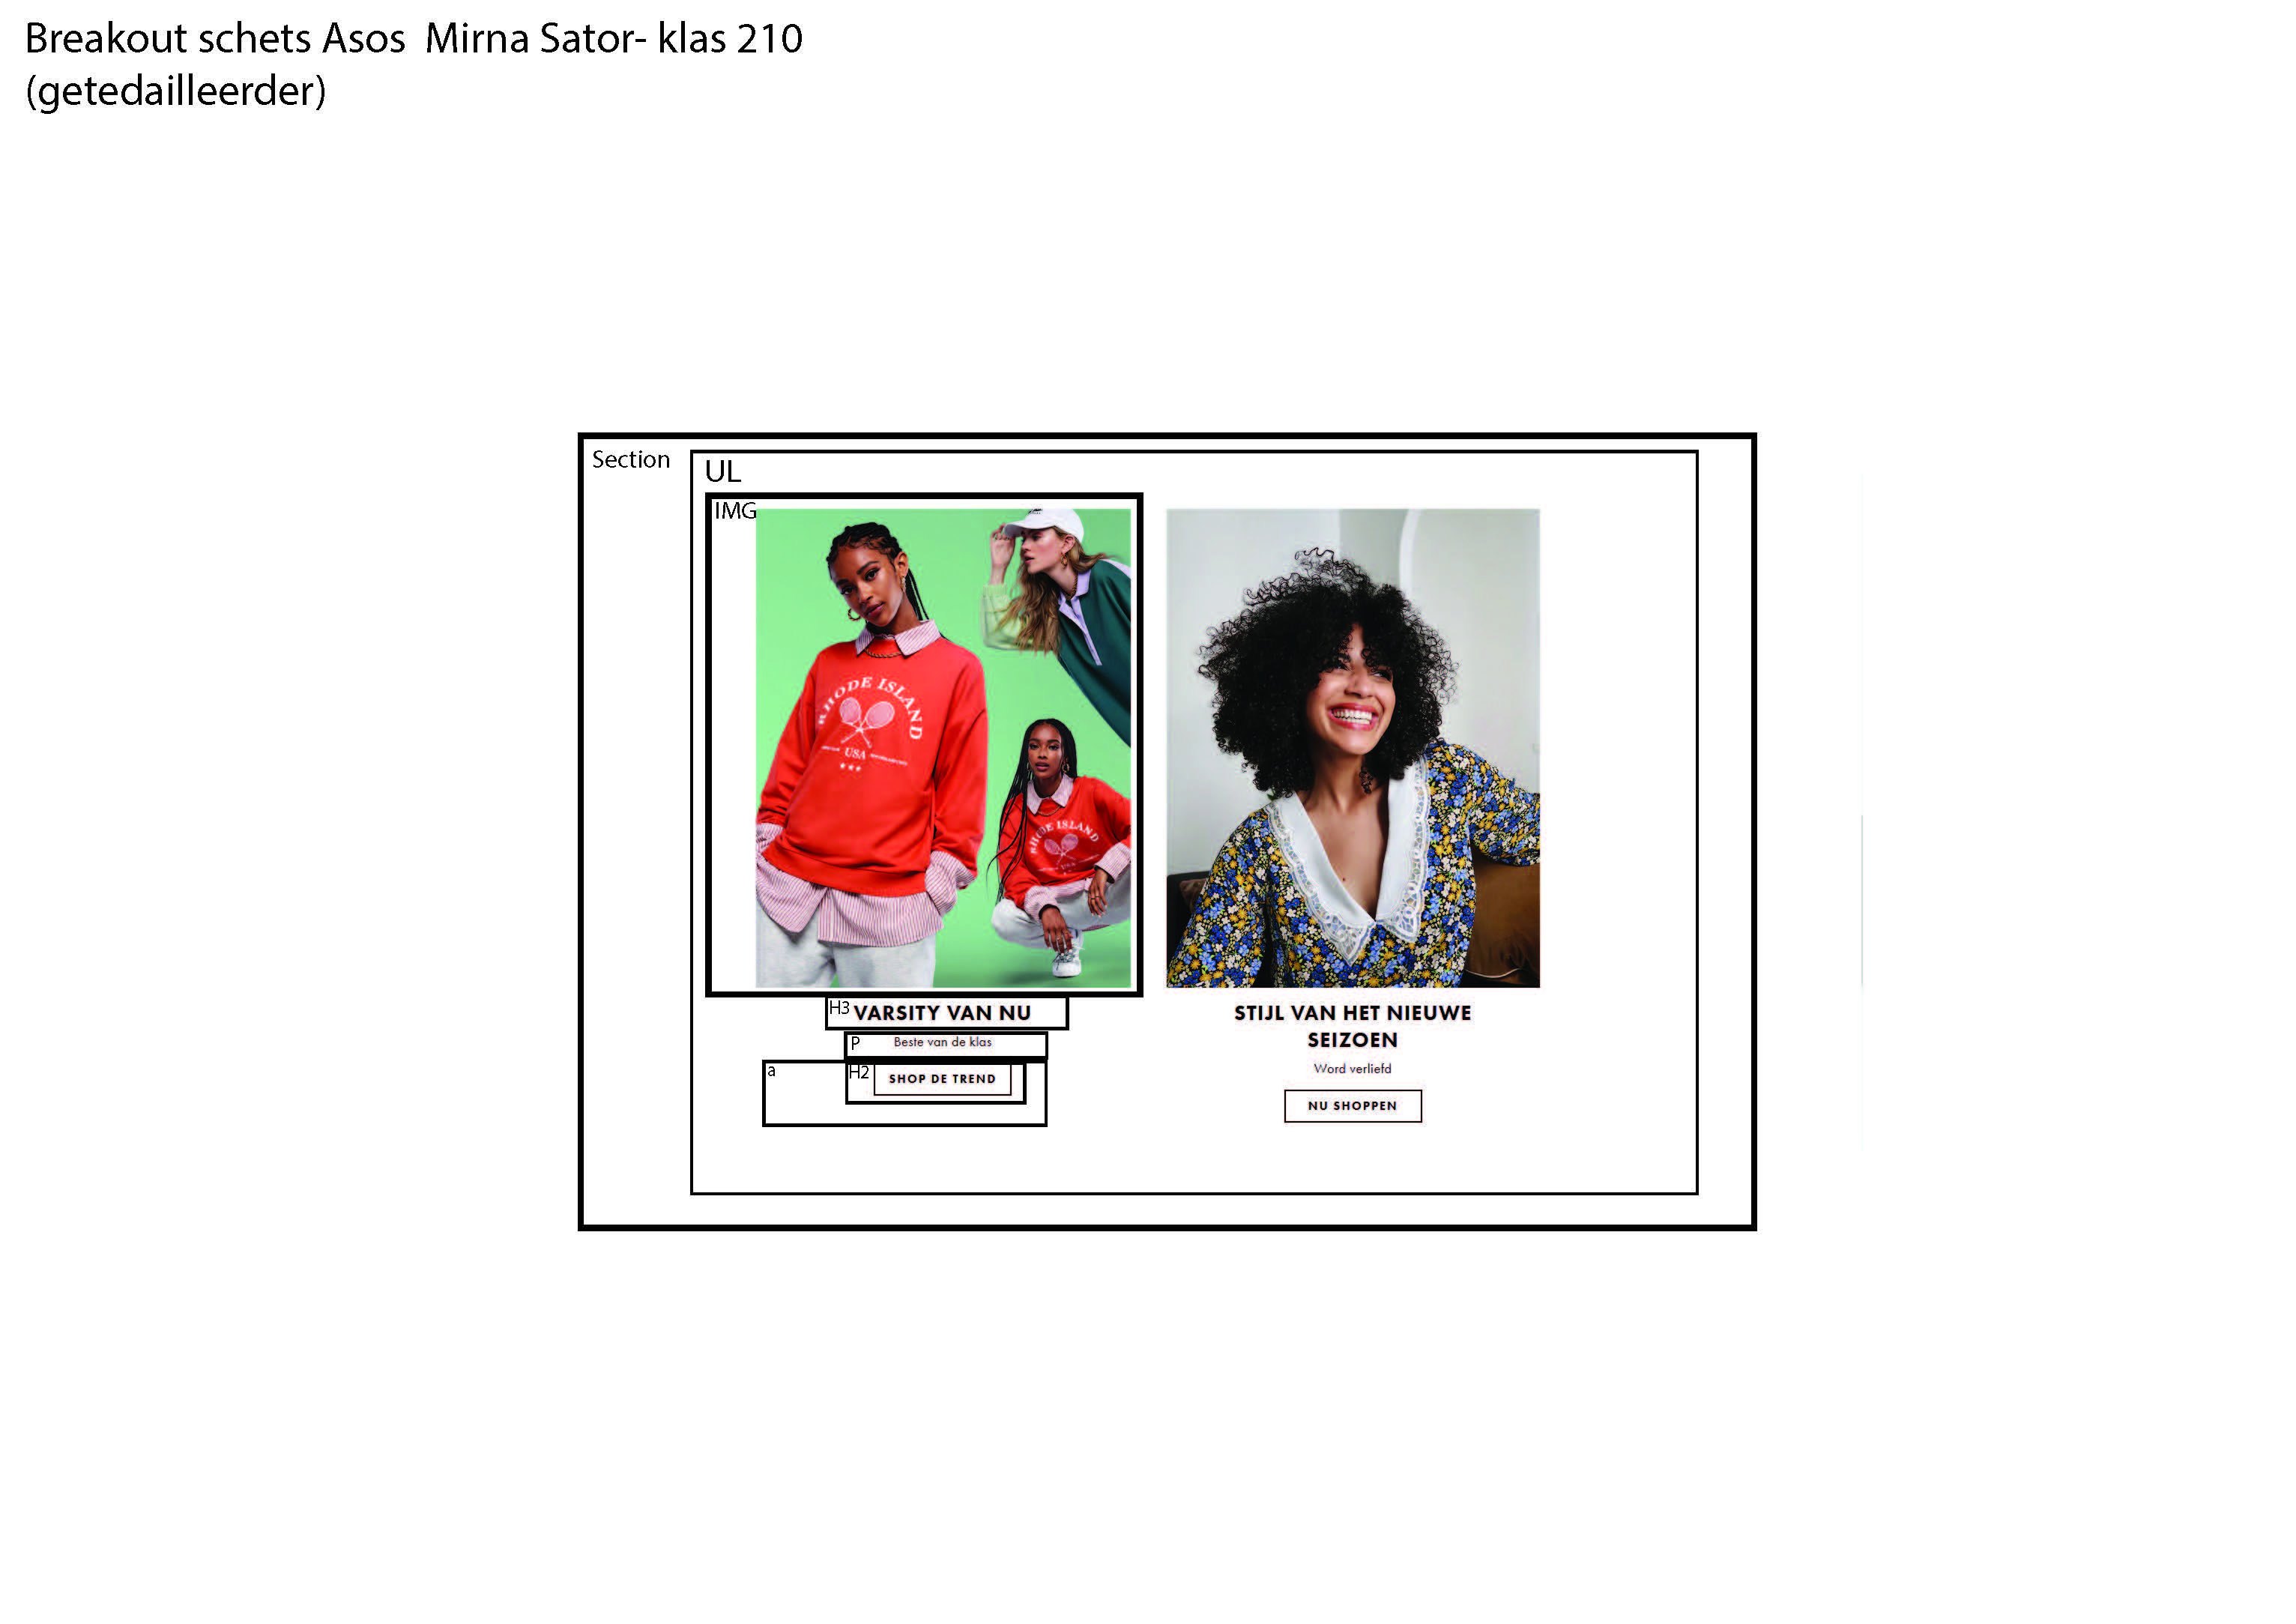 Breakout schets Asos  Mirna Sator- klas 210
(getedailleerder)
Section
UL
IMG
RHODE ISLAND
USA
RHODE ISLAND
H3 VARSITY VAN NU
P Beste van de klas
a
H2 SHOP DE TREND
STIJL VAN HET NIEUWE
SEIZOEN
Word verliefd
NU SHOPPEN